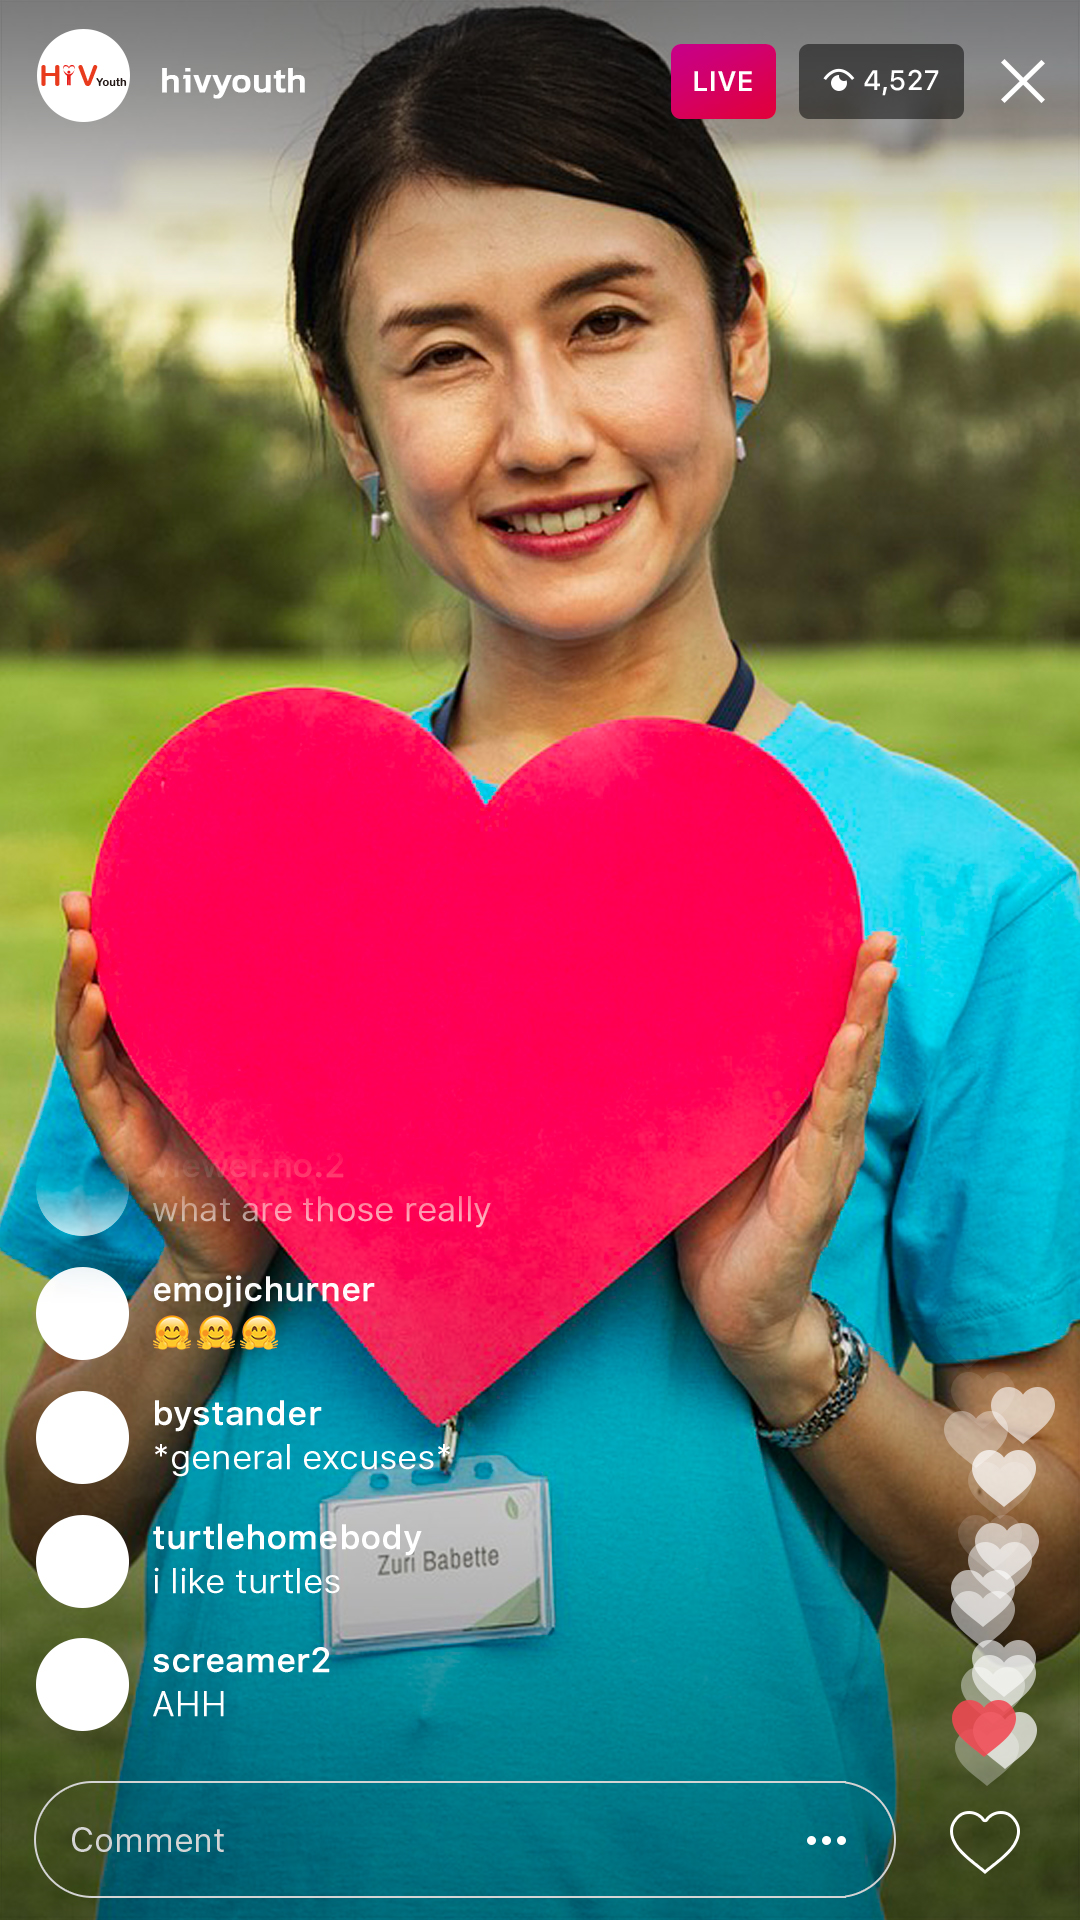 HIV Youth
hivyouth
LIVE
4,527
viewer.no.2
what are those really
emojichurner
🤗🤗🤗
bystander
*general excuses*
turtlehomebody
Zuri Babette
i like turtles
screamer2
AHH
Comment